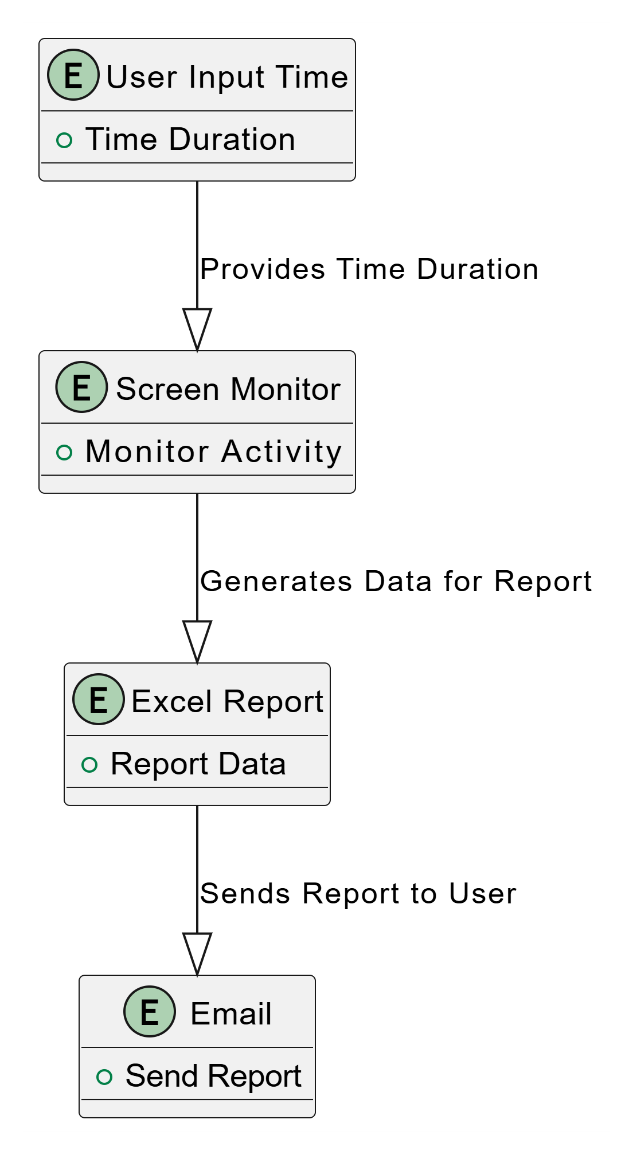 E User Input Time
Time Duration
Provides Time Duration
E Screen Monitor
Monitor Activity
Generates Data for Report
E Excel Report
Report Data
Sends Report to User
E Email
Send Report